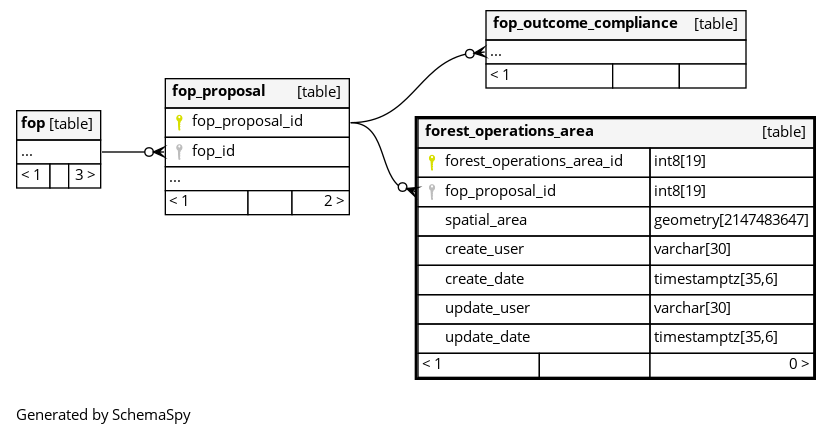 fop [table]
...
< 1 3 >
fop_proposal [table]
fop_proposal_id
fop_id
...
< 1 2 >
fop_outcome_compliance [table]
...
< 1
forest_operations_area [table]
forest_operations_area_id int8[19]
fop_proposal_id int8[19]
spatial_area geometry[2147483647]
create_user varchar[30]
create_date timestamptz[35,6]
update_user varchar[30]
update_date timestamptz[35,6]
< 1 0 >
Generated by SchemaSpy